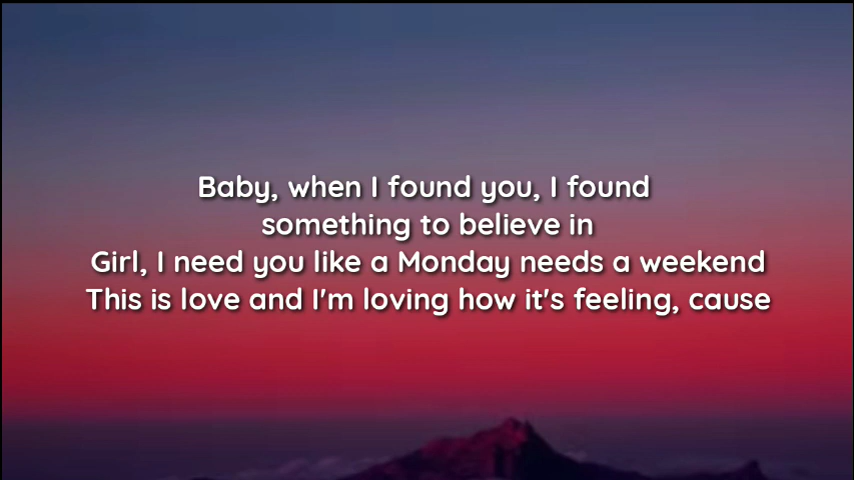 Baby, when I found you, I found
something to believe in
Girl, I need you like a Monday needs a weekend
This is love and I'm loving how it's feeling, cause